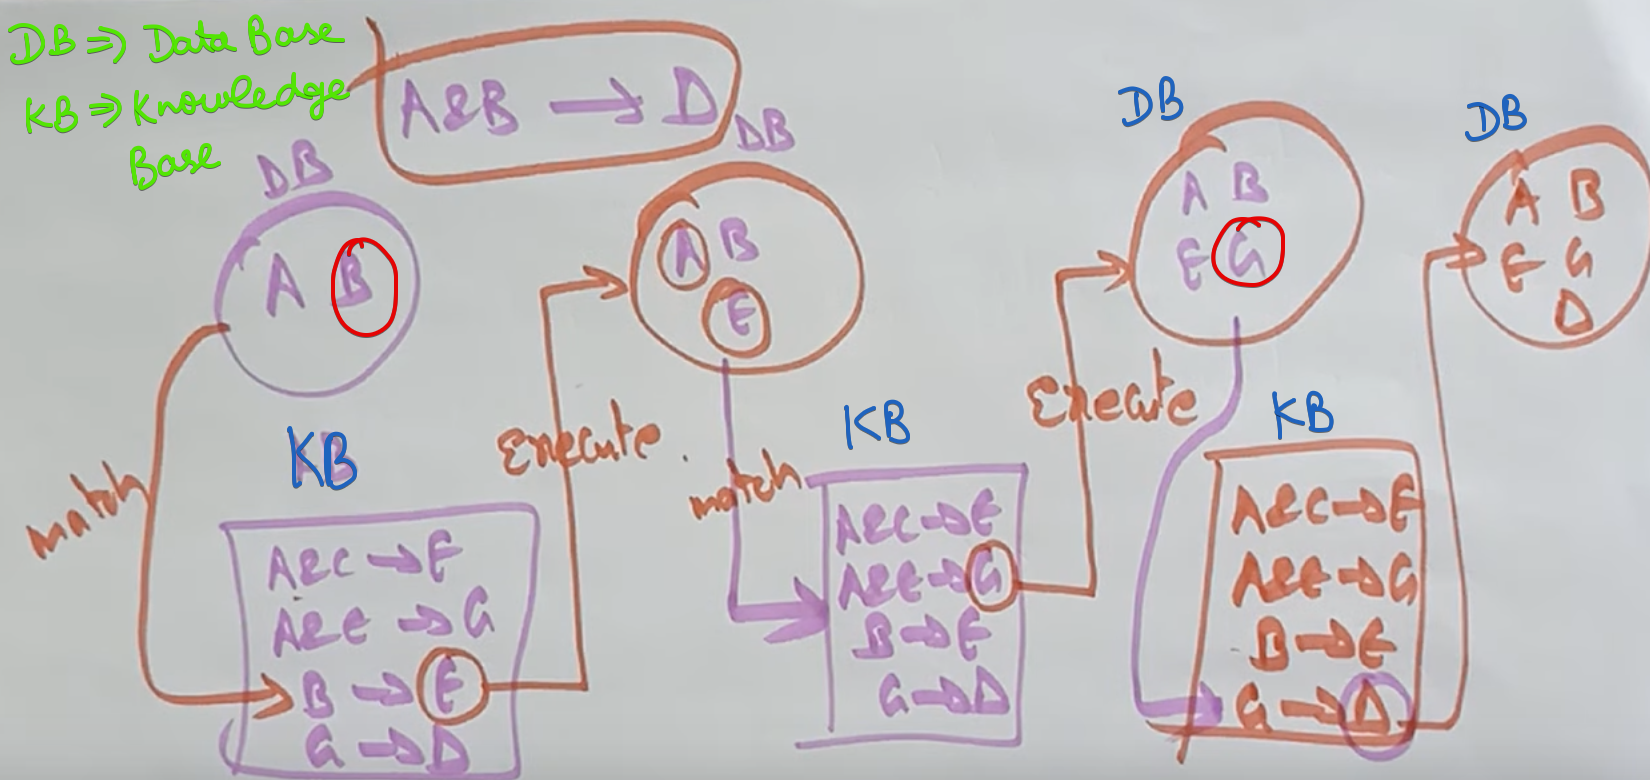 DB ⇒ Data Base
KB ⇒ Knowledge
Base
A&B → D
DB
A B
match
KB
A&C → F
A&E → G
B → E
G → D
Execute
DB
A B
E
match
KB
A&C → E
A&E → G
B → E
G → D
Execute
DB
A B
E G
KB
A&C → E
A&E → G
B → E
G → D
DB
A B
E G
D